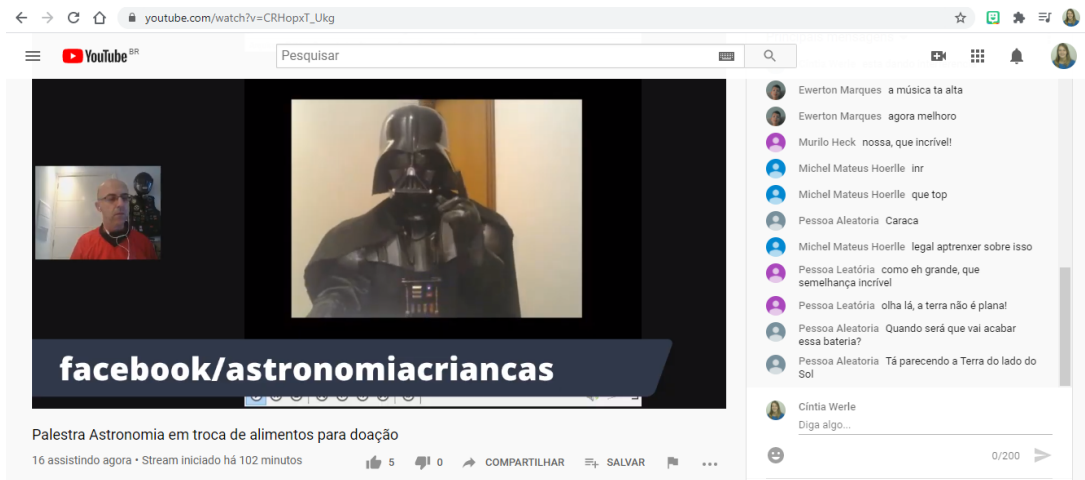 youtube.com/watch?v=CRHopxT_Ukg
YouTube BR
Pesquisar
facebook/astronomiacriancas
Palestra Astronomia em troca de alimentos para doação
16 assistindo agora • Stream iniciado há 102 minutos
5
0
COMPARTILHAR
SALVAR
Ewerton Marques a música ta alta
Ewerton Marques agora melhoro
Murilo Heck nossa, que incrível!
Michel Mateus Hoerlle inr
Michel Mateus Hoerlle que top
Pessoa Aleatoria Caraca
Michel Mateus Hoerlle legal aptrenxer sobre isso
Pessoa Leatória como eh grande, que
semelhança incrível
Pessoa Leatória olha lá, a terra não é plana!
Pessoa Aleatoria Quando será que vai acabar
essa bateria?
Pessoa Aleatoria Tá parecendo a Terra do lado do
Sol
Cíntia Werle
Diga algo...
0/200